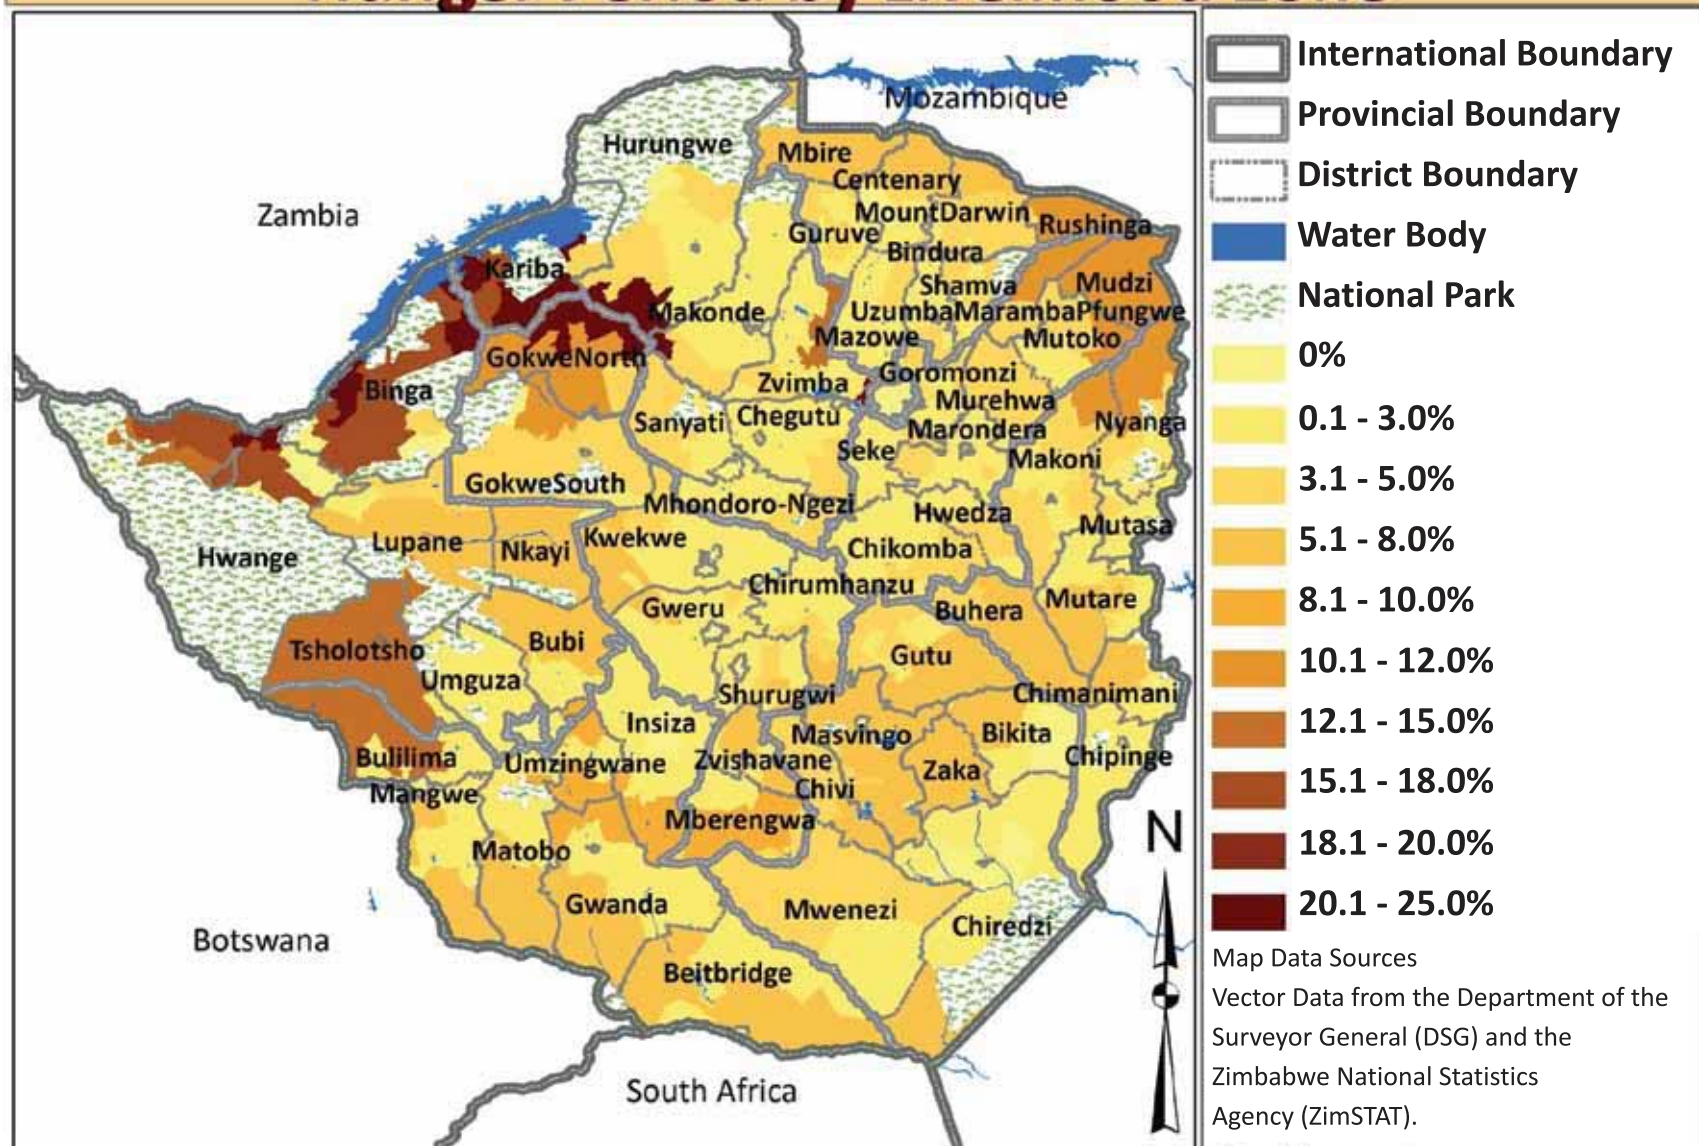 Mozambique
Hurungwe
Mbire
Centenary
Zambia
MountDarwin
Rushinga
Guruve
Bindura
Kariba
Shamva
Mudzi
Makonde
UzumbaMarambaPfungwe
Mazowe
Mutoko
GokweNorth
Goromonzi
Binga
Zvimba
Murehwa
Sanyati
Chegutu
Marondera
Nyanga
Seke
Makoni
GokweSouth
Mhondoro-Ngezi
Hwedza
Mutasa
Hwange
Lupane
Nkayi
Kwekwe
Chikomba
Chirumhanzu
Gweru
Buhera
Mutare
Tsholotsho
Bubi
Gutu
Umguza
Shurugwi
Chimanimani
Insiza
Masvingo
Bikita
Bulilima
Umzingwane
Zvishavane
Zaka
Chipinge
Mangwe
Chivi
Mberengwa
Matobo
Gwanda
Mwenezi
Chiredzi
Botswana
Beitbridge
South Africa
N
International Boundary
Provincial Boundary
District Boundary
Water Body
National Park
0%
0.1 - 3.0%
3.1 - 5.0%
5.1 - 8.0%
8.1 - 10.0%
10.1 - 12.0%
12.1 - 15.0%
15.1 - 18.0%
18.1 - 20.0%
20.1 - 25.0%
Map Data Sources
Vector Data from the Department of the
Surveyor General (DSG) and the
Zimbabwe National Statistics
Agency (ZimSTAT).